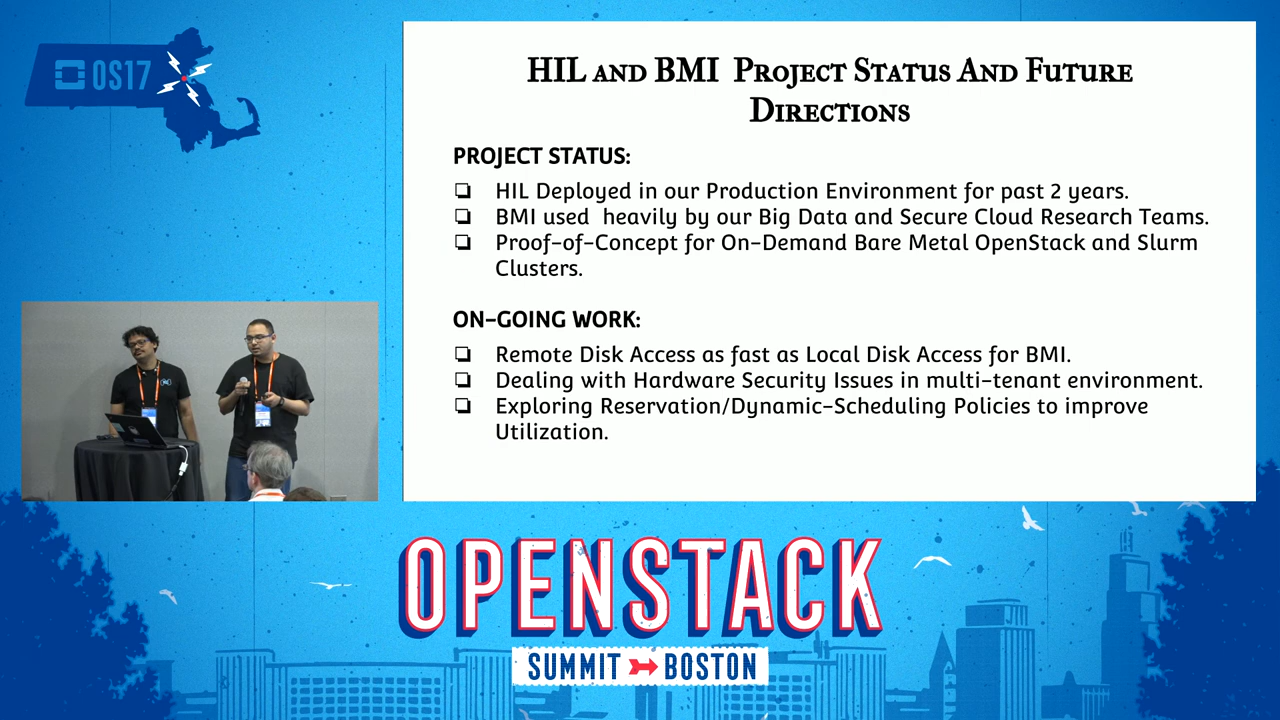 OS17
HIL AND BMI PROJECT STATUS AND FUTURE
DIRECTIONS
PROJECT STATUS:
❑ HIL Deployed in our Production Environment for past 2 years.
❑ BMI used heavily by our Big Data and Secure Cloud Research Teams.
❑ Proof-of-Concept for On-Demand Bare Metal OpenStack and Slurm
Clusters.
ON-GOING WORK:
❑ Remote Disk Access as fast as Local Disk Access for BMI.
❑ Dealing with Hardware Security Issues in multi-tenant environment.
❑ Exploring Reservation/Dynamic-Scheduling Policies to improve
Utilization.
OPENSTACK
SUMMIT BOSTON